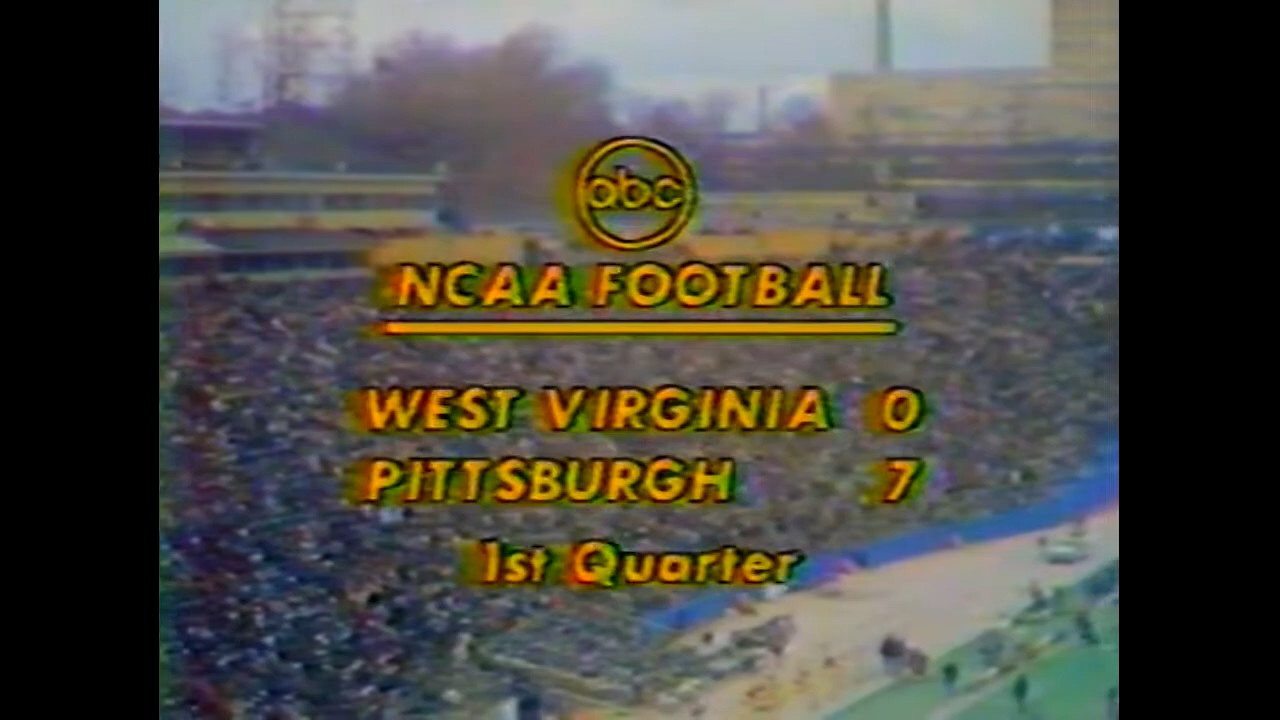 abc
NCAA FOOTBALL
WEST VIRGINIA 0
PITTSBURGH 7
1st Quarter